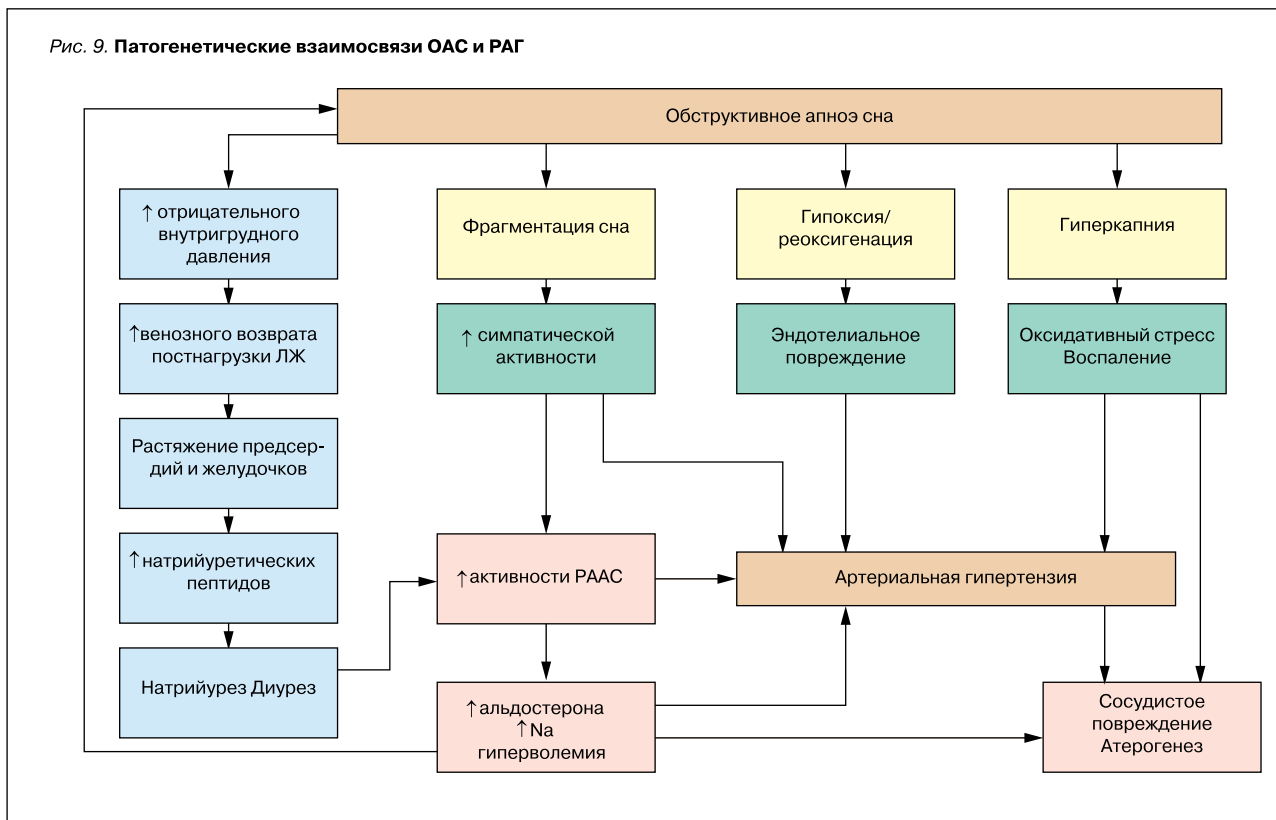 Рис. 9. Патогенетические взаимосвязи ОАС и РАГ
Обструктивное апноэ сна
↑ отрицательного
внутригрудного
давления
Фрагментация сна
Гипоксия/
реоксигенация
Гиперкапния
↑венозного возврата
постнагрузки ЛЖ
↑ симпатической
активности
Эндотелиальное
повреждение
Оксидативный стресс
Воспаление
Растяжение предсер-
дий и желудочков
↑натрийуретических
пептидов
↑активности РААС
Артериальная гипертензия
Натрийурез Диурез
↑альдостерона
↑Na
гиперволемия
Сосудистое
повреждение
Атерогенез